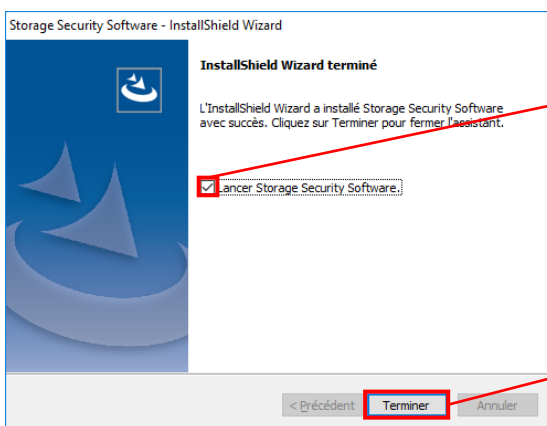 Storage Security Software - InstallShield Wizard
InstallShield Wizard terminé
L'InstallShield Wizard a installé Storage Security Software
avec succès. Cliquez sur Terminer pour fermer l'assistant.
Lancer Storage Security Software.
< Précédent Terminer Annuler